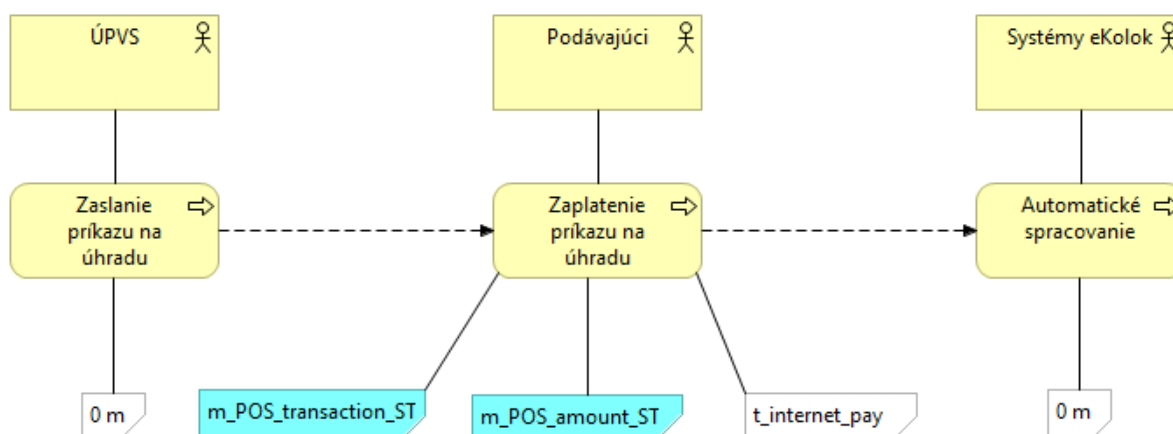 ÚPVS
Podávajúci
Systémy eKolok
Zaslanie
príkazu na
úhradu
Zaplatenie
príkazu na
úhradu
Automatické
spracovanie
0 m
m_POS_transaction_ST
m_POS_amount_ST
t_internet_pay
0 m